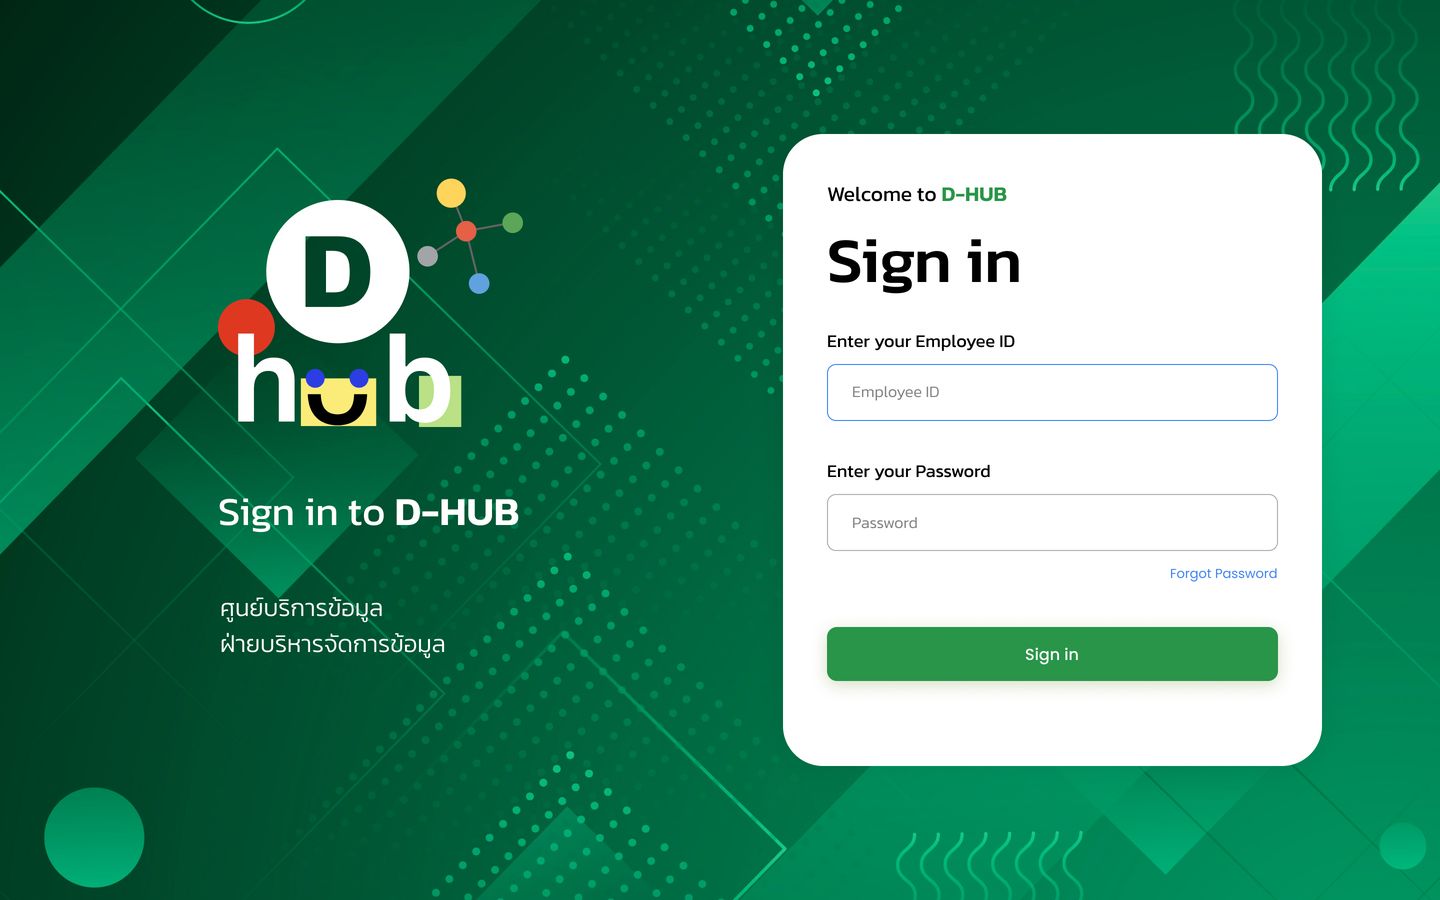 D
hub
Sign in to D-HUB
ศูนย์บริการข้อมูล
ฝ่ายบริหารจัดการข้อมูล
Welcome to D-HUB
Sign in
Enter your Employee ID
Employee ID
Enter your Password
Password
Forgot Password
Sign in